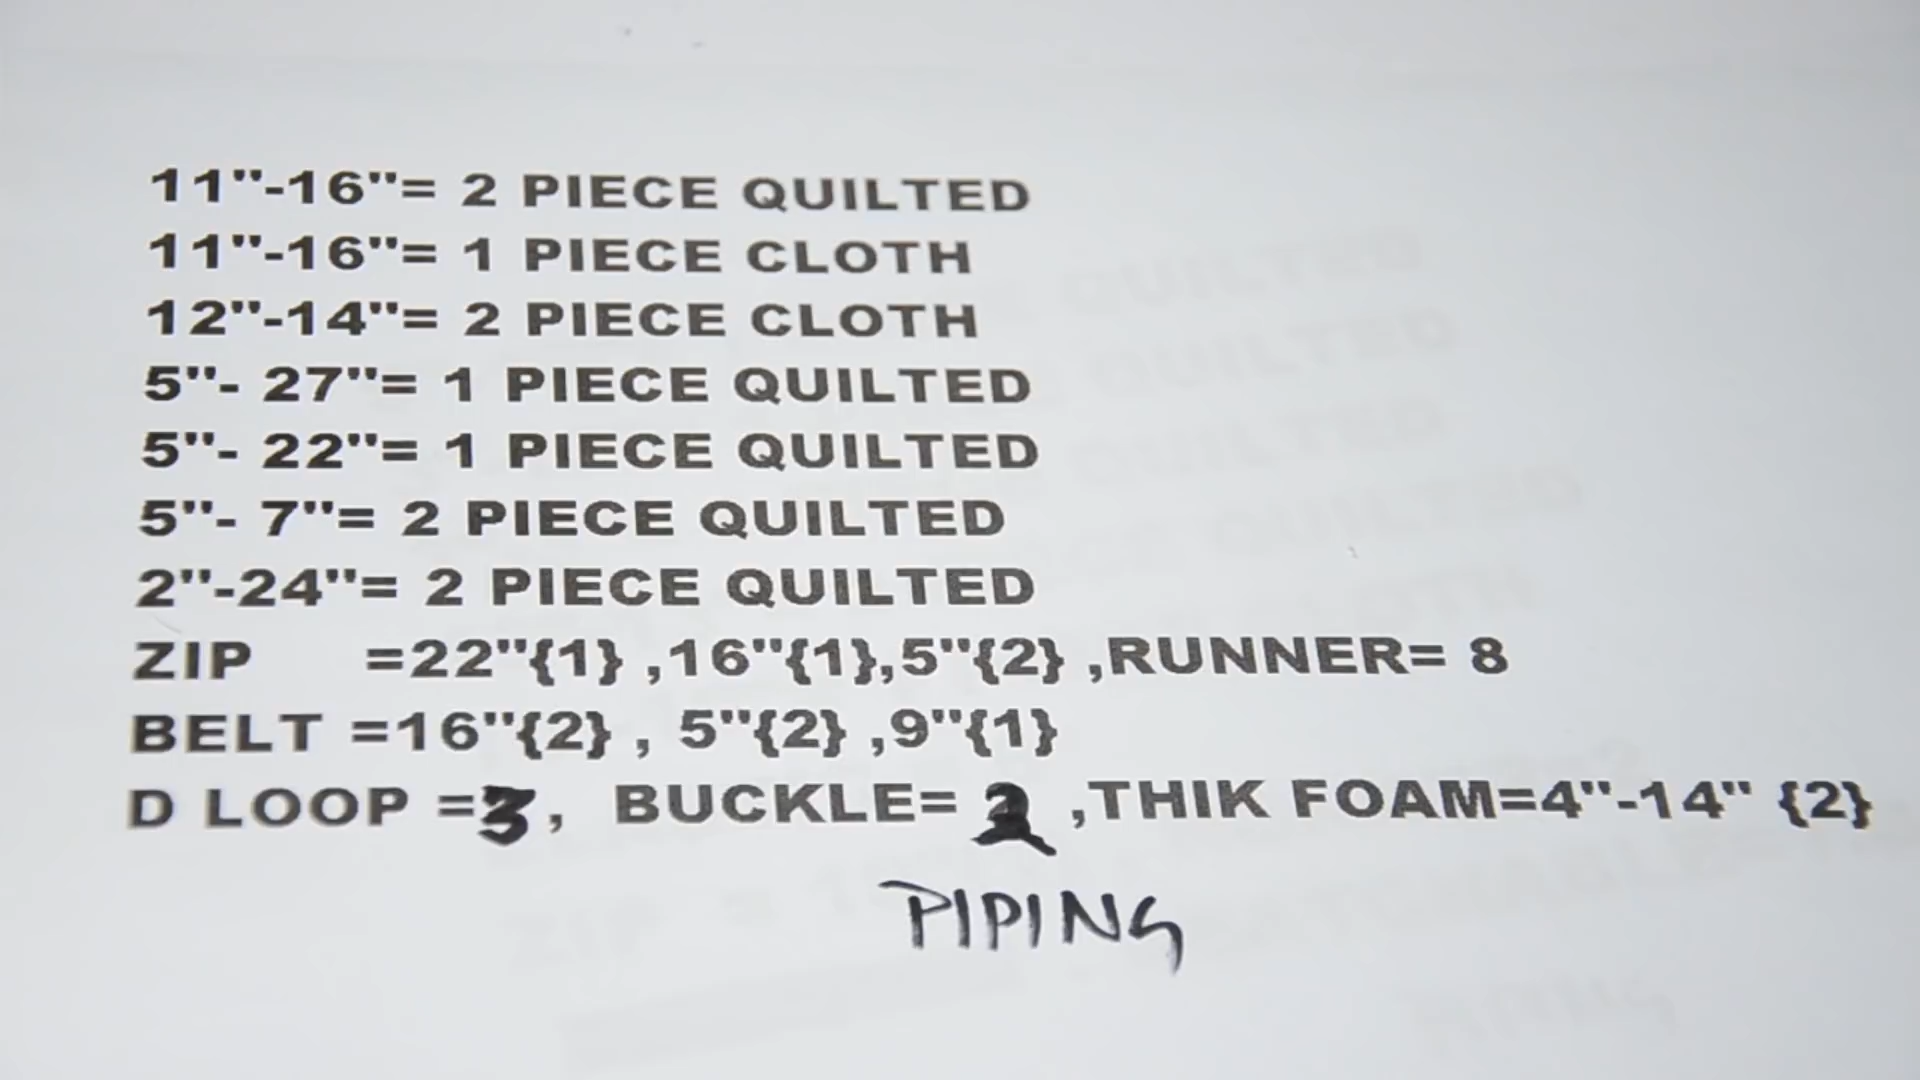 11"-16"= 2 PIECE QUILTED
11"-16"= 1 PIECE CLOTH
12"-14"= 2 PIECE CLOTH
5"- 27"= 1 PIECE QUILTED
5"- 22"= 1 PIECE QUILTED
5"- 7"= 2 PIECE QUILTED
2"-24"= 2 PIECE QUILTED
ZIP =22"{1} ,16"{1},5"{2} ,RUNNER= 8
BELT =16"{2} , 5"{2} ,9"{1}
D LOOP =3, BUCKLE= 2 ,THIK FOAM=4"-14" {2}
PIPING